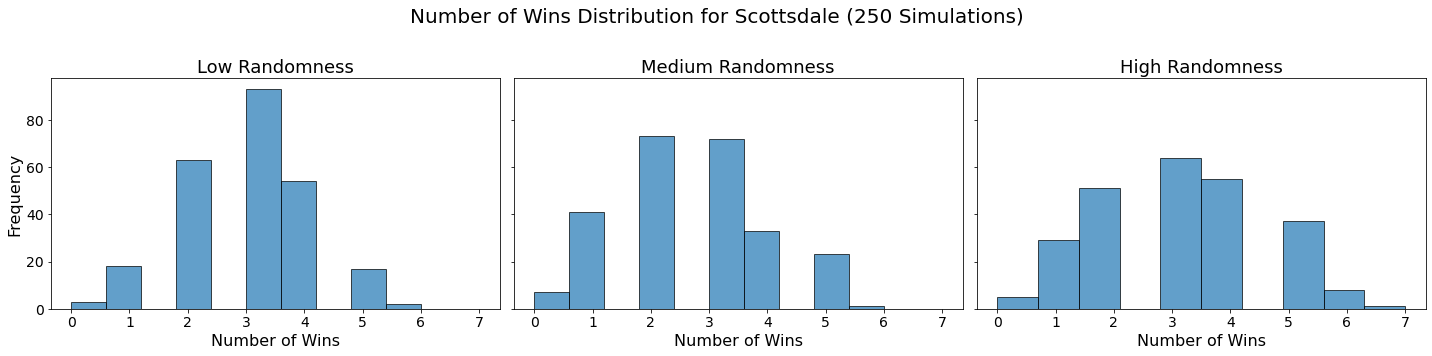 Number of Wins Distribution for Scottsdale (250 Simulations)
Low Randomness
Medium Randomness
High Randomness
Frequency
80
60
40
20
0
0 1 2 3 4 5 6 7
0 1 2 3 4 5 6 7
0 1 2 3 4 5 6 7
Number of Wins
Number of Wins
Number of Wins